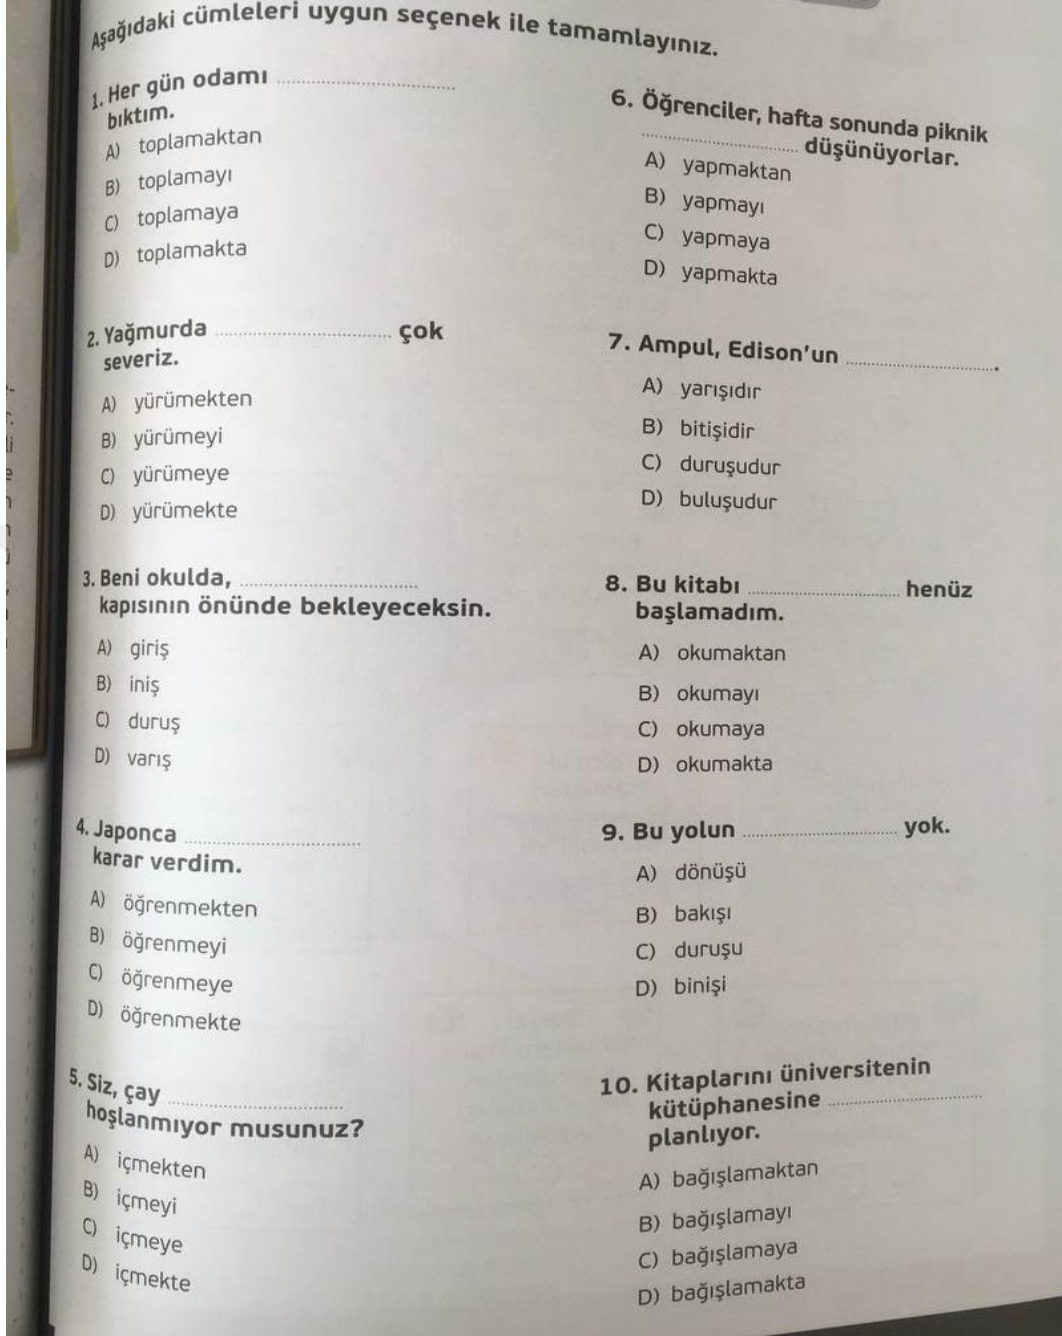 Aşağıdaki cümleleri uygun seçenek ile tamamlayınız.
1. Her gün odamı ..............................
bıktım.
A) toplamaktan
B) toplamayı
C) toplamaya
D) toplamakta
2. Yağmurda .............................. çok
severiz.
A) yürümekten
B) yürümeyi
C) yürümeye
D) yürümekte
3. Beni okulda, ..............................
kapısının önünde bekleyeceksin.
A) giriş
B) iniş
C) duruş
D) varış
4. Japonca ..............................
karar verdim.
A) öğrenmekten
B) öğrenmeyi
C) öğrenmeye
D) öğrenmekte
5. Siz, çay ..............................
hoşlanmıyor musunuz?
A) içmekten
B) içmeyi
C) içmeye
D) içmekte
6. Öğrenciler, hafta sonunda piknik
.............................. düşünüyorlar.
A) yapmaktan
B) yapmayı
C) yapmaya
D) yapmakta
7. Ampul, Edison'un ..............................
A) yarışıdır
B) bitişidir
C) duruşudur
D) buluşudur
8. Bu kitabı .............................. henüz
başlamadım.
A) okumaktan
B) okumayı
C) okumaya
D) okumakta
9. Bu yolun .............................. yok.
A) dönüşü
B) bakışı
C) duruşu
D) binişi
10. Kitaplarını üniversitenin
kütüphanesine ..............................
planlıyor.
A) bağışlamaktan
B) bağışlamayı
C) bağışlamaya
D) bağışlamakta